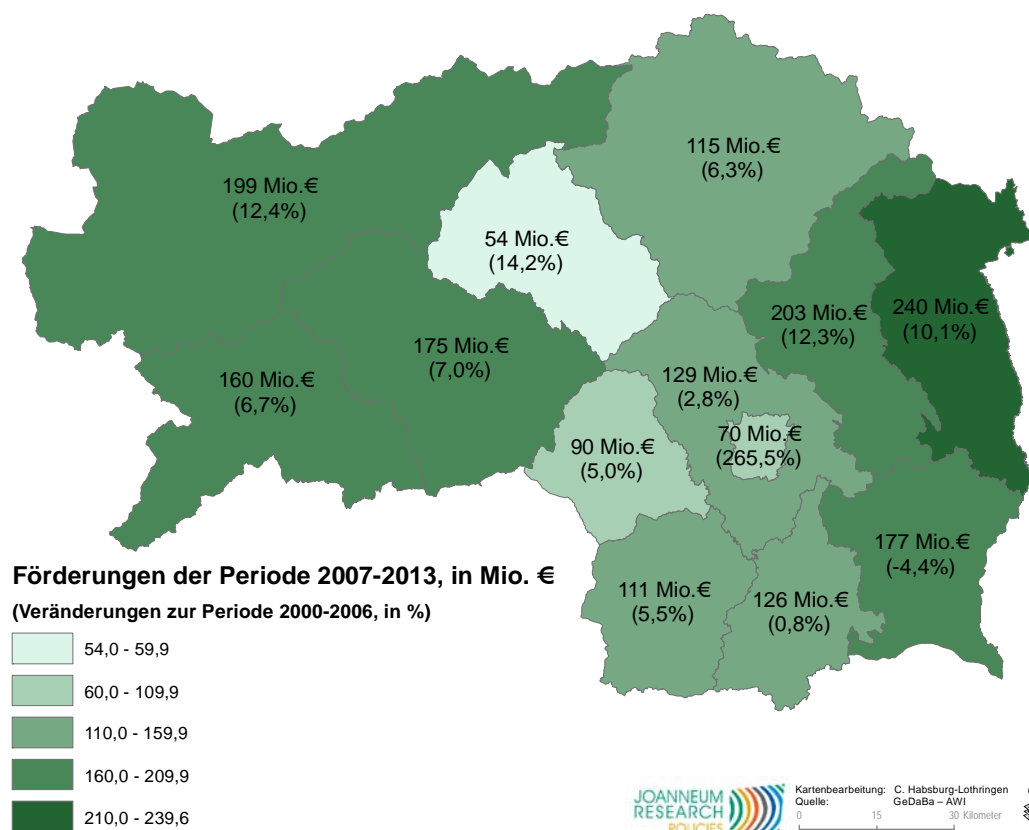 115 Mio.€
(6,3%)
199 Mio.€
(12,4%)
54 Mio.€
(14,2%)
203 Mio.€
(12,3%)
240 Mio.€
(10,1%)
175 Mio.€
(7,0%)
160 Mio.€
(6,7%)
129 Mio.€
(2,8%)
70 Mio.€
(265,5%)
90 Mio.€
(5,0%)
177 Mio.€
(-4,4%)
111 Mio.€
(5,5%)
126 Mio.€
(0,8%)
Förderungen der Periode 2007-2013, in Mio. €
(Veränderungen zur Periode 2000-2006, in %)
54,0 - 59,9
60,0 - 109,9
110,0 - 159,9
160,0 - 209,9
210,0 - 239,6
JOANNEUM
RESEARCH
POLICIES
Kartenbearbeitung: C. Habsburg-Lothringen
Quelle: GeDaBa – AWI
0 15 30 Kilometer